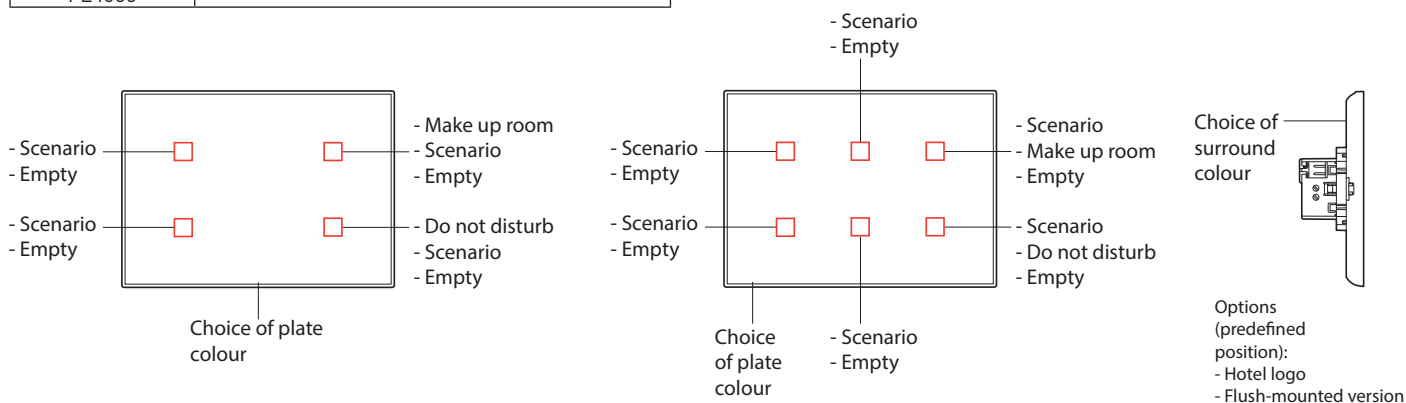 - Scenario
- Empty
- Scenario
- Empty
- Make up room
- Scenario
- Empty
- Do not disturb
- Scenario
- Empty
Choice of plate
colour
- Scenario
- Empty
- Scenario
- Empty
- Scenario
- Empty
- Scenario
- Make up room
- Empty
- Scenario
- Do not disturb
- Empty
Choice
of plate
colour
- Scenario
- Empty
Choice of
surround
colour
Options
(predefined
position):
- Hotel logo
- Flush-mounted version